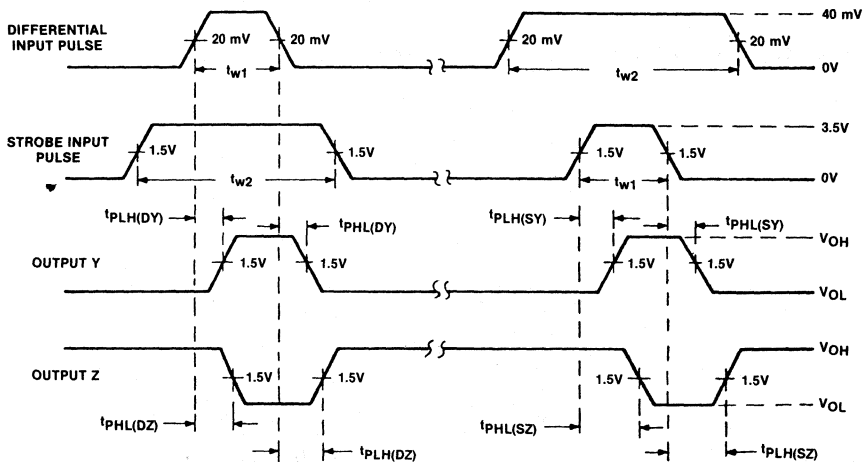 DIFFERENTIAL
INPUT PULSE
20 mV
20 mV
20 mV
20 mV
40 mV
0V
tw1
tw2
STROBE INPUT
PULSE
1.5V
1.5V
1.5V
1.5V
3.5V
0V
tw2
tw1
tPLH(DY)
tPHL(DY)
tPLH(SY)
tPHL(SY)
OUTPUT Y
1.5V
1.5V
1.5V
1.5V
VOH
VOL
OUTPUT Z
1.5V
1.5V
1.5V
1.5V
VOH
VOL
tPHL(DZ)
tPLH(DZ)
tPHL(SZ)
tPLH(SZ)